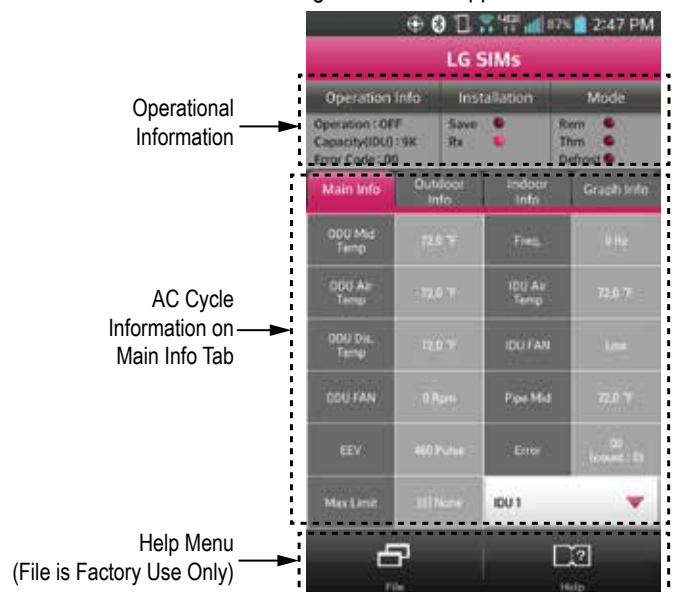 87% 2:47 PM
LG SIMs
Operation Info Installation Mode
Operational
Information
Operation : OFF Save Rem
Capacity(IDU) : 9K Rx Thm
Error Code : 00 Defrost
Main Info Outdoor Info Indoor Info Graph Info
AC Cycle
Information on
Main Info Tab
ODU Mid Temp 72.0 °F Freq. 0 Hz
ODU Air Temp 72.0 °F IDU Air Temp 72.0 °F
ODU Dis. Temp 72.0 °F IDU FAN Low
ODU FAN 0 Rpm Pipe Mid 72.0 °F
EEV 460 Pulse Error 00 (count : 0)
Max Limit None IDU 1
Help Menu
(File is Factory Use Only)
File Help